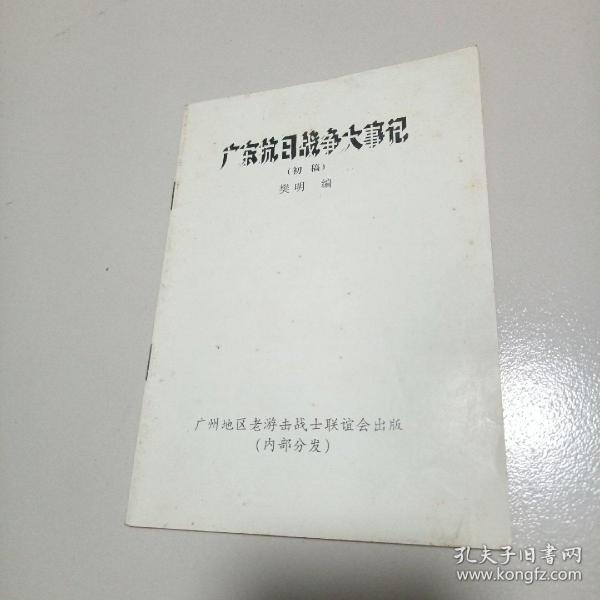 广东抗日战争大事记
（初稿）
樊明 编
广州地区老游击战士联谊会出版
（内部分发）
孔夫子旧书网
www.kongfz.com